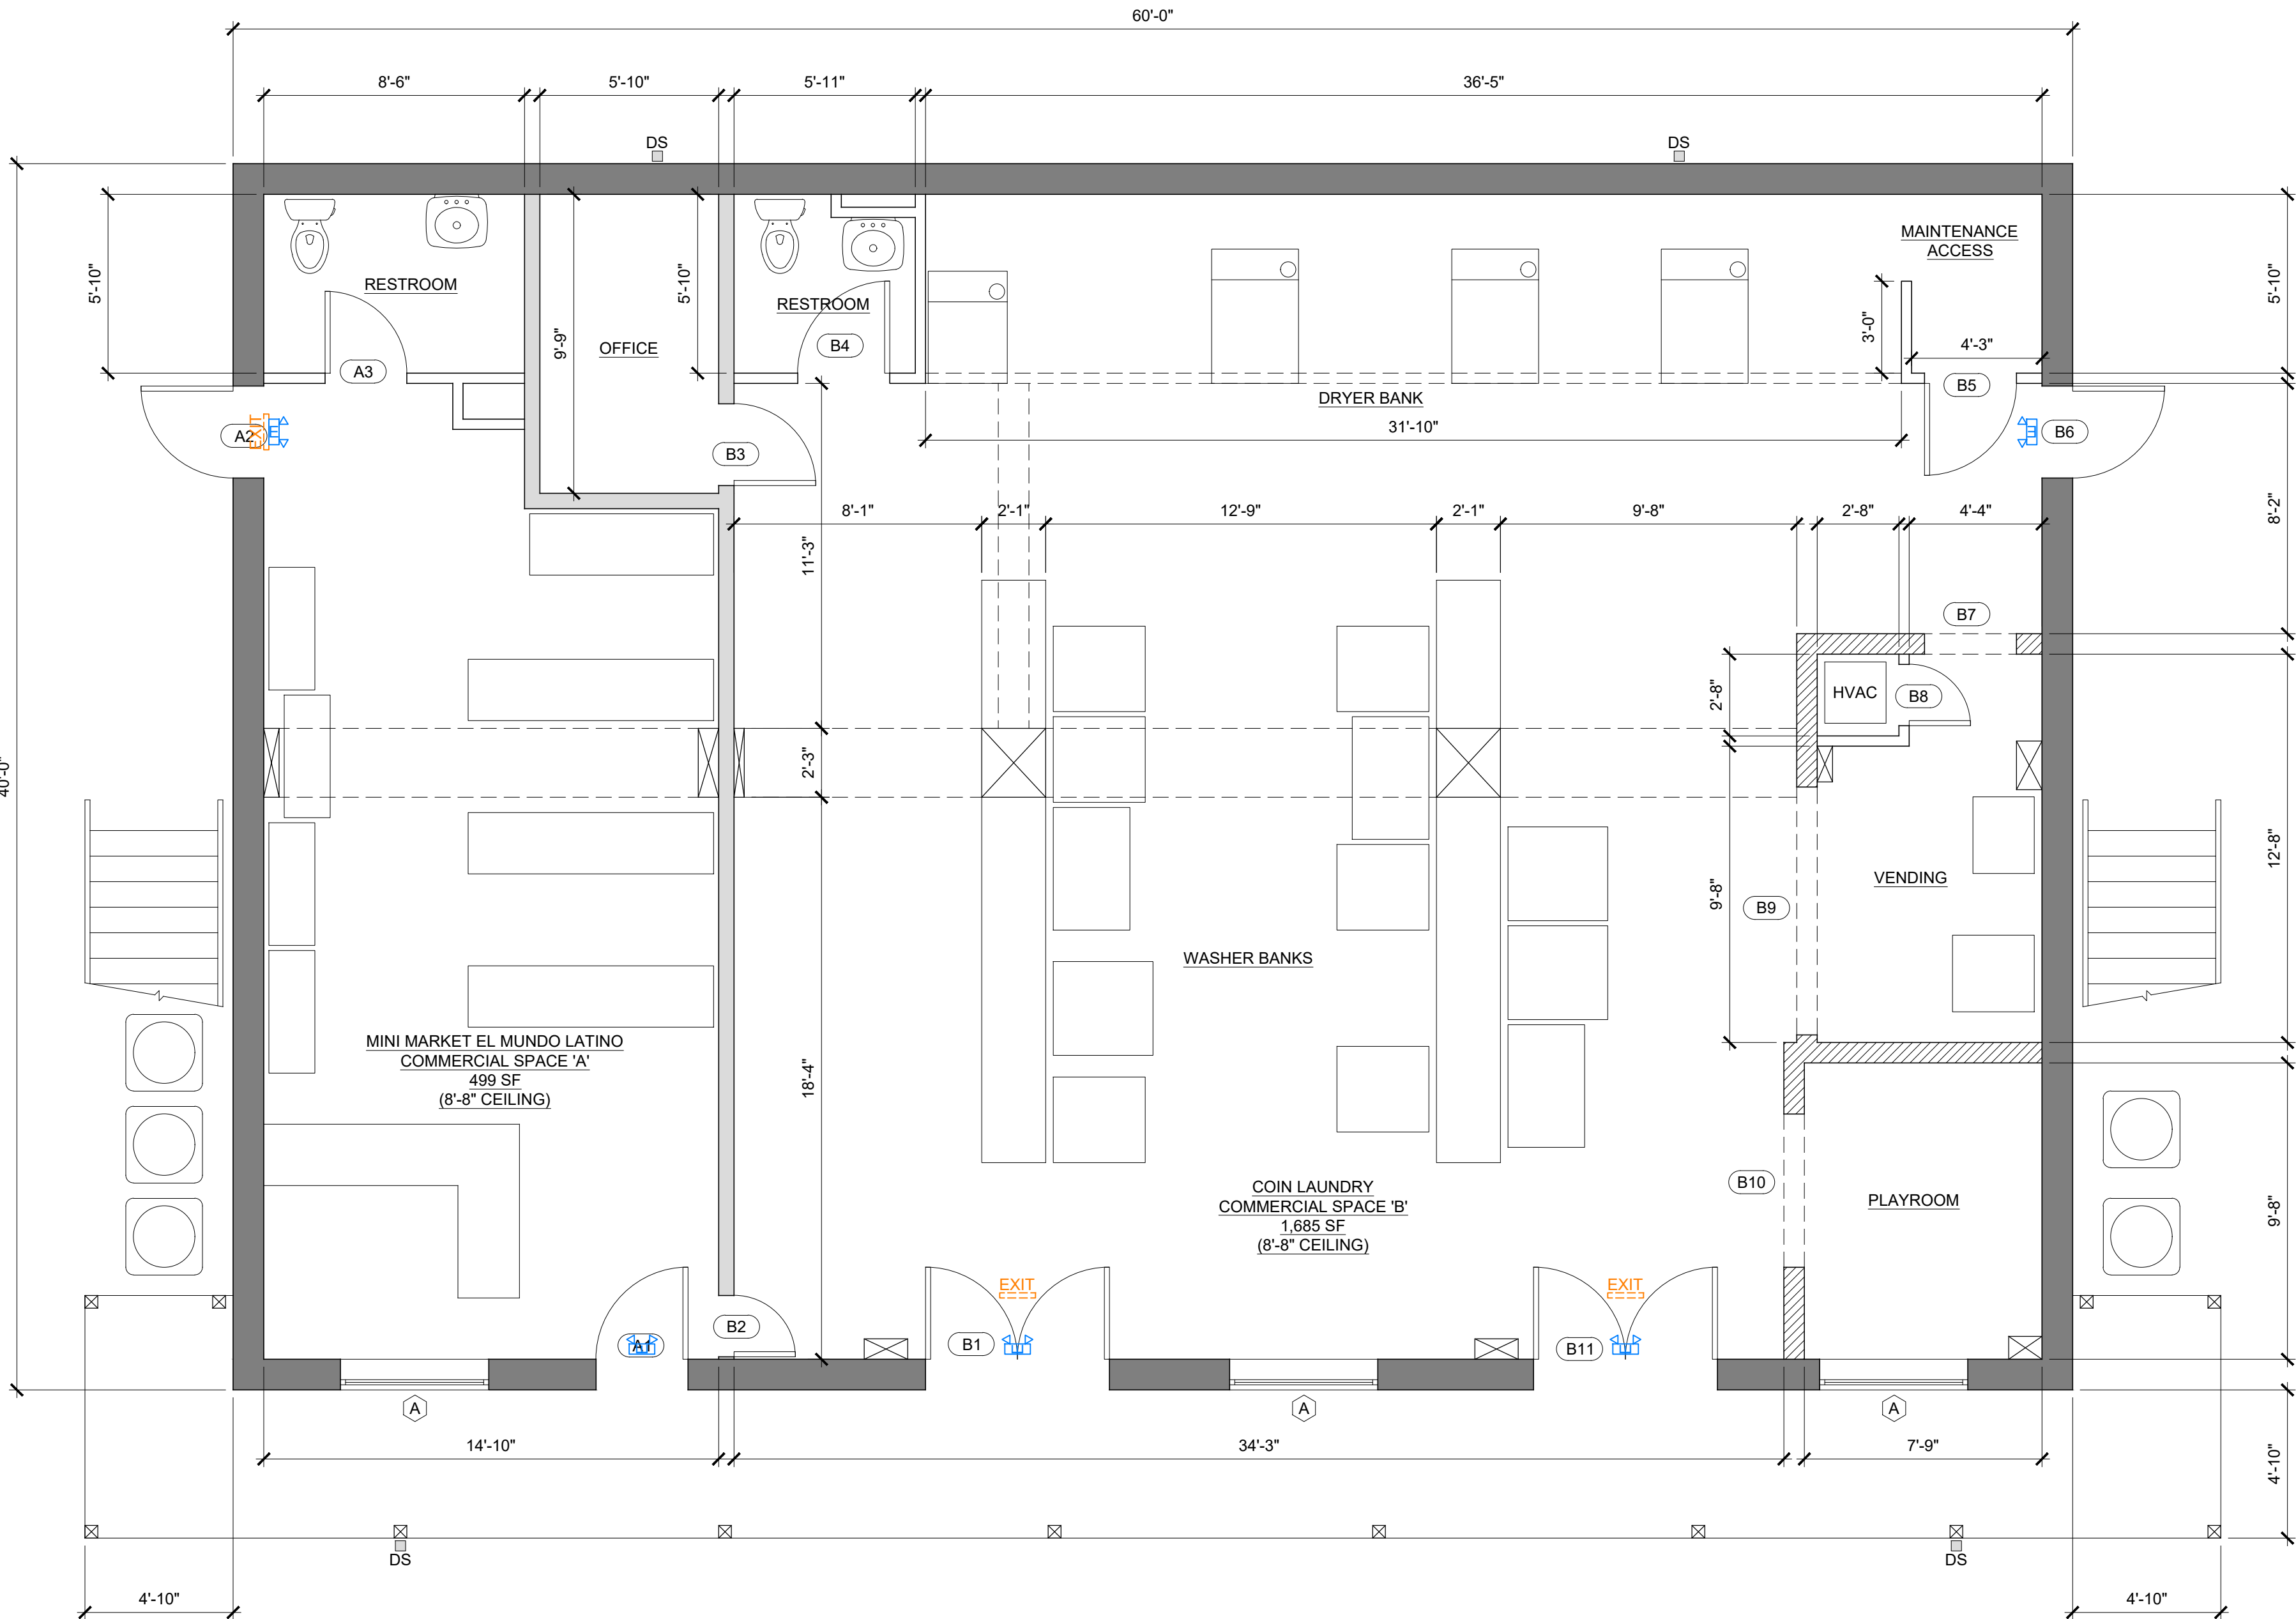 60'-0"
8'-6"
5'-10"
5'-11"
36'-5"
DS
DS
MAINTENANCE
ACCESS
5'-10"
RESTROOM
5'-10"
RESTROOM
5'-10"
3'-0"
9'-9"
OFFICE
B4
4'-3"
A3
B5
DRYER BANK
31'-10"
A2
EXIT
E
B3
E
B6
8'-1"
2'-1"
12'-9"
2'-1"
9'-8"
2'-8"
4'-4"
8'-2"
11'-3"
B7
2'-8"
HVAC
B8
40'-0"
2'-3"
12'-8"
9'-8"
VENDING
B9
WASHER BANKS
MINI MARKET EL MUNDO LATINO
COMMERCIAL SPACE 'A'
499 SF
(8'-8" CEILING)
18'-4"
COIN LAUNDRY
COMMERCIAL SPACE 'B'
1,685 SF
(8'-8" CEILING)
B10
PLAYROOM
9'-8"
EXIT
EXIT
B2
A1
E
B1
E
B11
E
A
A
A
14'-10"
34'-3"
7'-9"
4'-10"
DS
DS
4'-10"
4'-10"